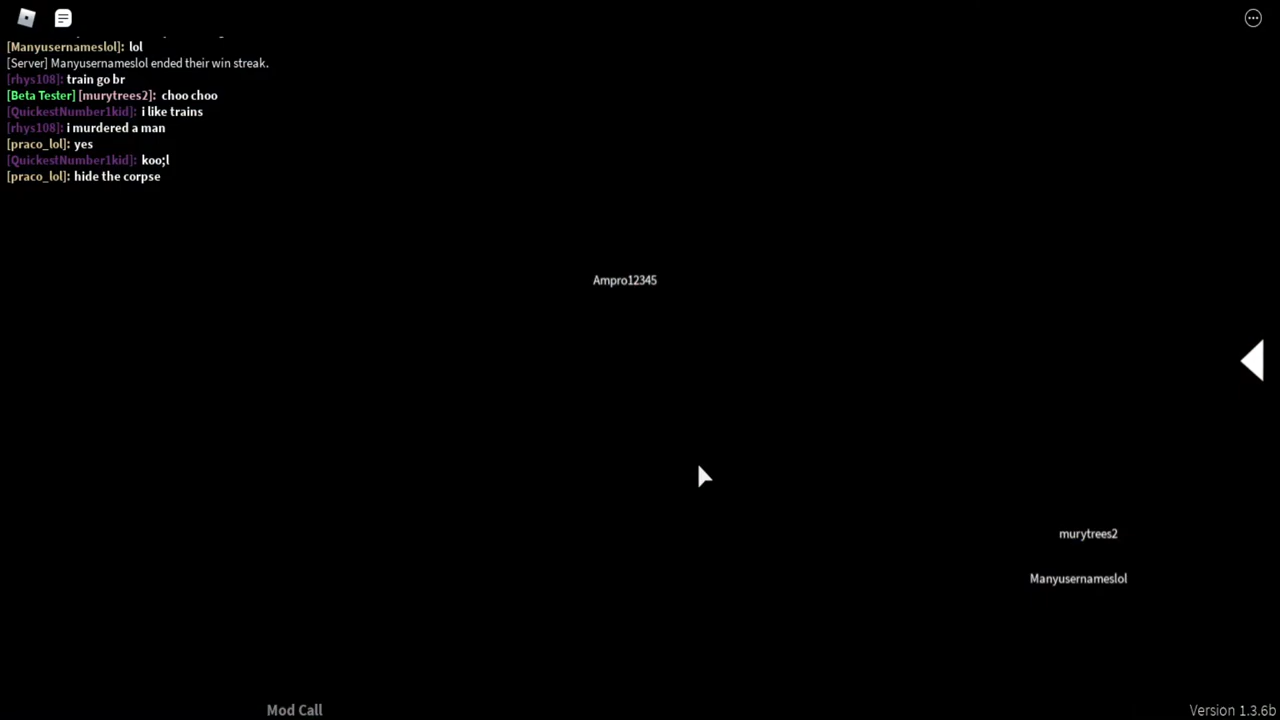 [Manyusernameslol]: lol
[Server] Manyusernameslol ended their win streak.
[rhys108]: train go br
[Beta Tester] [murytrees2]: choo choo
[QuickestNumber1kid]: i like trains
[rhys108]: i murdered a man
[praco_lol]: yes
[QuickestNumber1kid]: koo;l
[praco_lol]: hide the corpse
Ampro12345
murytrees2
Manyusernameslol
Mod Call
Version 1.3.6b